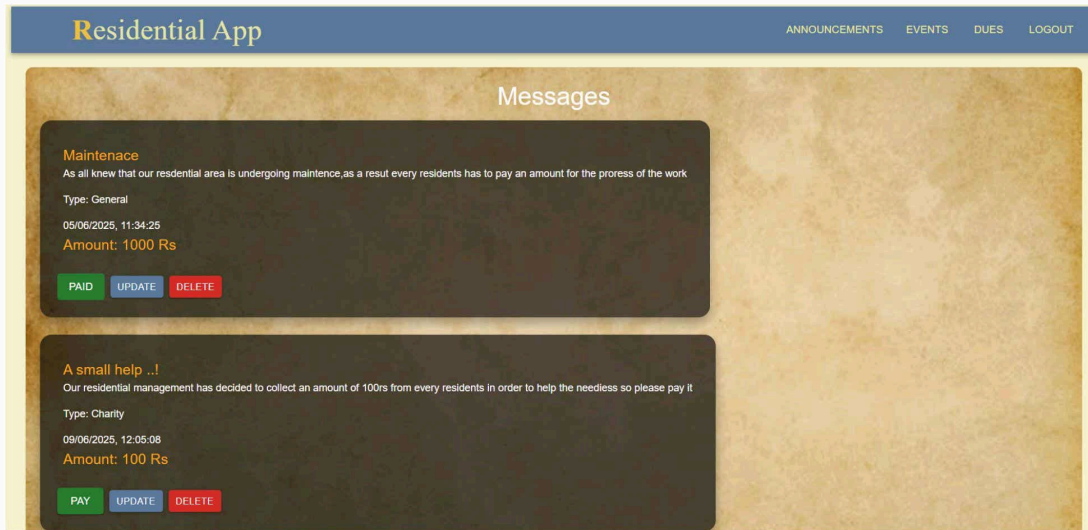 Residential App
ANNOUNCEMENTS EVENTS DUES LOGOUT
Messages
Maintenace
As all knew that our resdential area is undergoing maintence,as a resut every residents has to pay an amount for the proress of the work
Type: General
05/06/2025, 11:34:25
Amount: 1000 Rs
PAID UPDATE DELETE
A small help ..!
Our residential management has decided to collect an amount of 100rs from every residents in order to help the needless so please pay it
Type: Charity
09/06/2025, 12:05:08
Amount: 100 Rs
PAY UPDATE DELETE